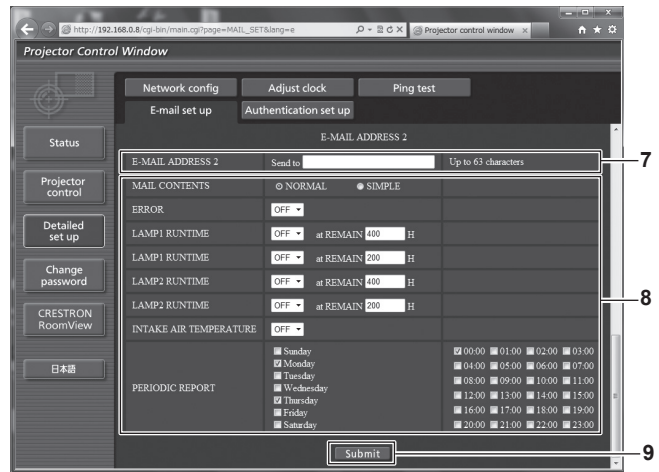 http://192.168.0.8/cgi-bin/main.cgi?page=MAIL_SET&lang=e
Projector control window
Projector Control Window
Network config Adjust clock Ping test
E-mail set up Authentication set up
Status
Projector control
Detailed set up
Change password
CRESTRON RoomView
日本語
E-MAIL ADDRESS 2
E-MAIL ADDRESS 2 Send to Up to 63 characters
7
MAIL CONTENTS NORMAL SIMPLE
ERROR OFF
LAMP1 RUNTIME OFF at REMAIN 400 H
LAMP1 RUNTIME OFF at REMAIN 200 H
LAMP2 RUNTIME OFF at REMAIN 400 H
8
LAMP2 RUNTIME OFF at REMAIN 200 H
INTAKE AIR TEMPERATURE OFF
PERIODIC REPORT
Sunday
Monday
Tuesday
Wednesday
Thursday
Friday
Saturday
00:00 01:00 02:00 03:00
04:00 05:00 06:00 07:00
08:00 09:00 10:00 11:00
12:00 13:00 14:00 15:00
16:00 17:00 18:00 19:00
20:00 21:00 22:00 23:00
Submit
9